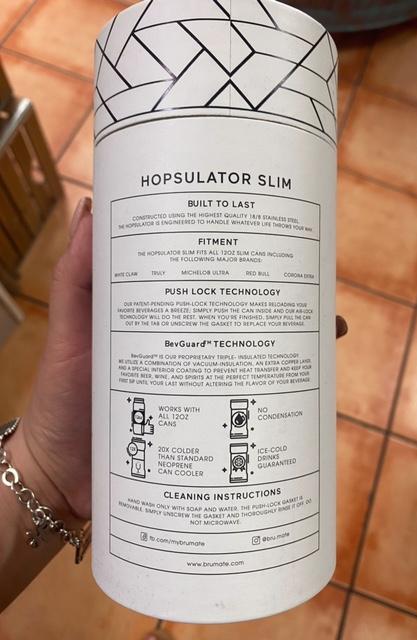 HOPSULATOR SLIM
BUILT TO LAST
CONSTRUCTED USING THE HIGHEST QUALITY 18/8 STAINLESS STEEL,
THE HOPSULATOR IS ENGINEERED TO HANDLE WHATEVER LIFE THROWS YOUR WAY.
FITMENT
THE HOPSULATOR SLIM FITS ALL 12OZ SLIM CANS INCLUDING
THE FOLLOWING MAJOR BRANDS:
WHITE CLAW TRULY MICHELOB ULTRA RED BULL CORONA EXTRA
PUSH LOCK TECHNOLOGY
OUR PATENT-PENDING PUSH-LOCK TECHNOLOGY MAKES RELOADING YOUR
FAVORITE BEVERAGES A BREEZE; SIMPLY PUSH THE CAN INSIDE AND OUR AIR-LOCK
TECHNOLOGY WILL DO THE REST. WHEN YOU'RE FINISHED, SIMPLY PULL THE CAN
OUT BY THE TAB OR UNSCREW THE GASKET TO REPLACE YOUR BEVERAGE.
BevGuard™ TECHNOLOGY
BevGuard™ IS OUR PROPRIETARY TRIPLE- INSULATED TECHNOLOGY.
WE UTILIZE A COMBINATION OF VACUUM-INSULATION, AN EXTRA COPPER LAYER,
AND A SPECIAL INTERIOR COATING TO PREVENT HEAT TRANSFER AND KEEP YOUR
FAVORITE BEER, WINE, AND SPIRITS AT THE PERFECT TEMPERATURE FROM YOUR
FIRST SIP UNTIL YOUR LAST WITHOUT ALTERING THE FLAVOR OF YOUR BEVERAGE.
WORKS WITH
ALL 12OZ
CANS
NO
CONDENSATION
20X COLDER
THAN STANDARD
NEOPRENE
CAN COOLER
ICE-COLD
DRINKS
GUARANTEED
CLEANING INSTRUCTIONS
HAND WASH ONLY WITH SOAP AND WATER. THE PUSH-LOCK GASKET IS
REMOVABLE. SIMPLY UNSCREW THE GASKET AND THOROUGHLY RINSE IT OFF. DO
NOT MICROWAVE.
fb.com/mybrumate @bru.mate
www.brumate.com